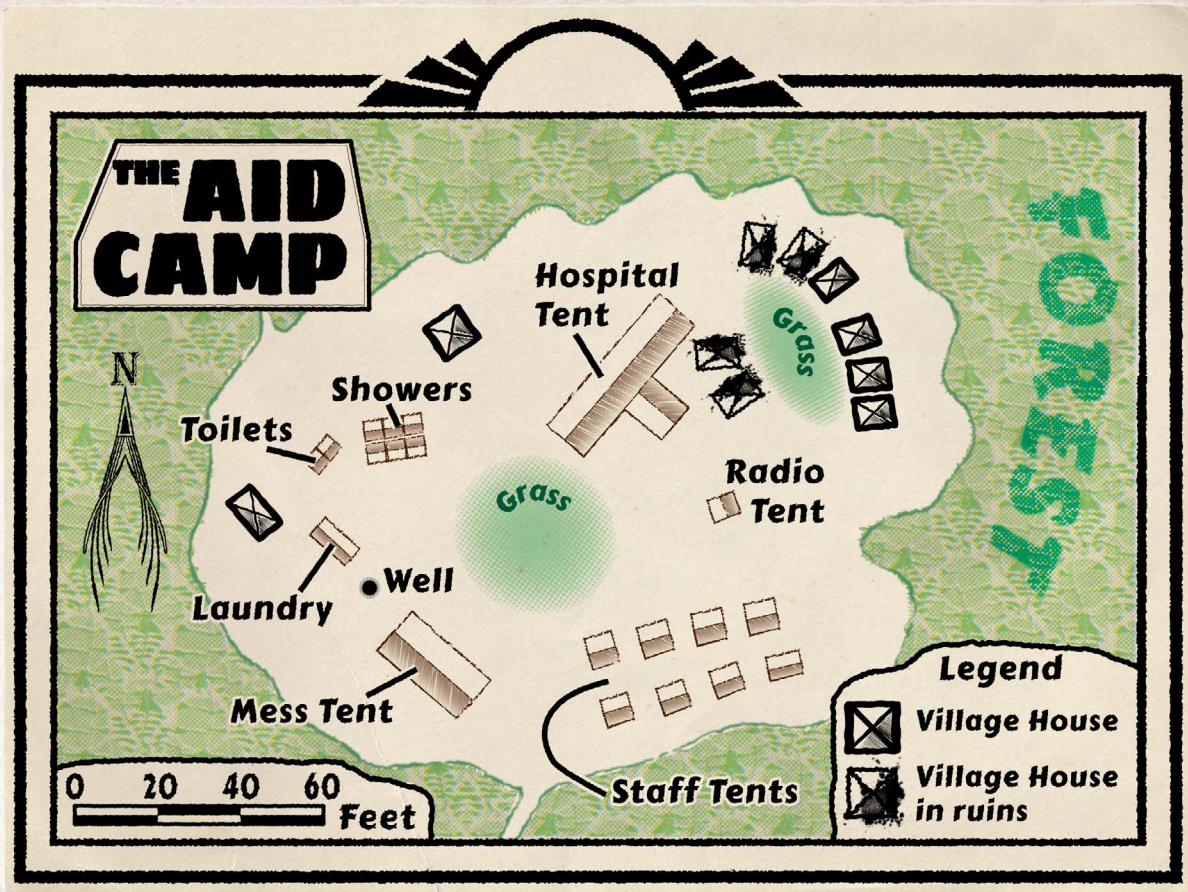 THE AID
CAMP
FOREST
Hospital
Tent
Grass
N
Showers
Toilets
Grass
Radio
Tent
Well
Laundry
Mess Tent
Staff Tents
Legend
Village House
Village House
in ruins
0 20 40 60
Feet